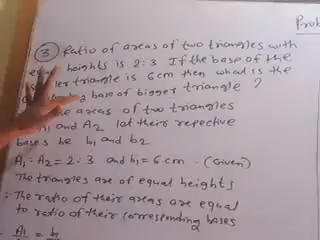 Prob
③ Ratio of areas of two triangles with
heights is 2:3 If the base of the
triangle is 6cm then what is the
base of bigger triangle ?
areas of two triangles
and A2 let their repective
bases be b1 and b2
A1 : A2 = 2 : 3 and b1 = 6cm - (Given)
The triangles are of equal heights
∴ The ratio of their areas are equal
to ratio of their corresponding bases
A1 b1